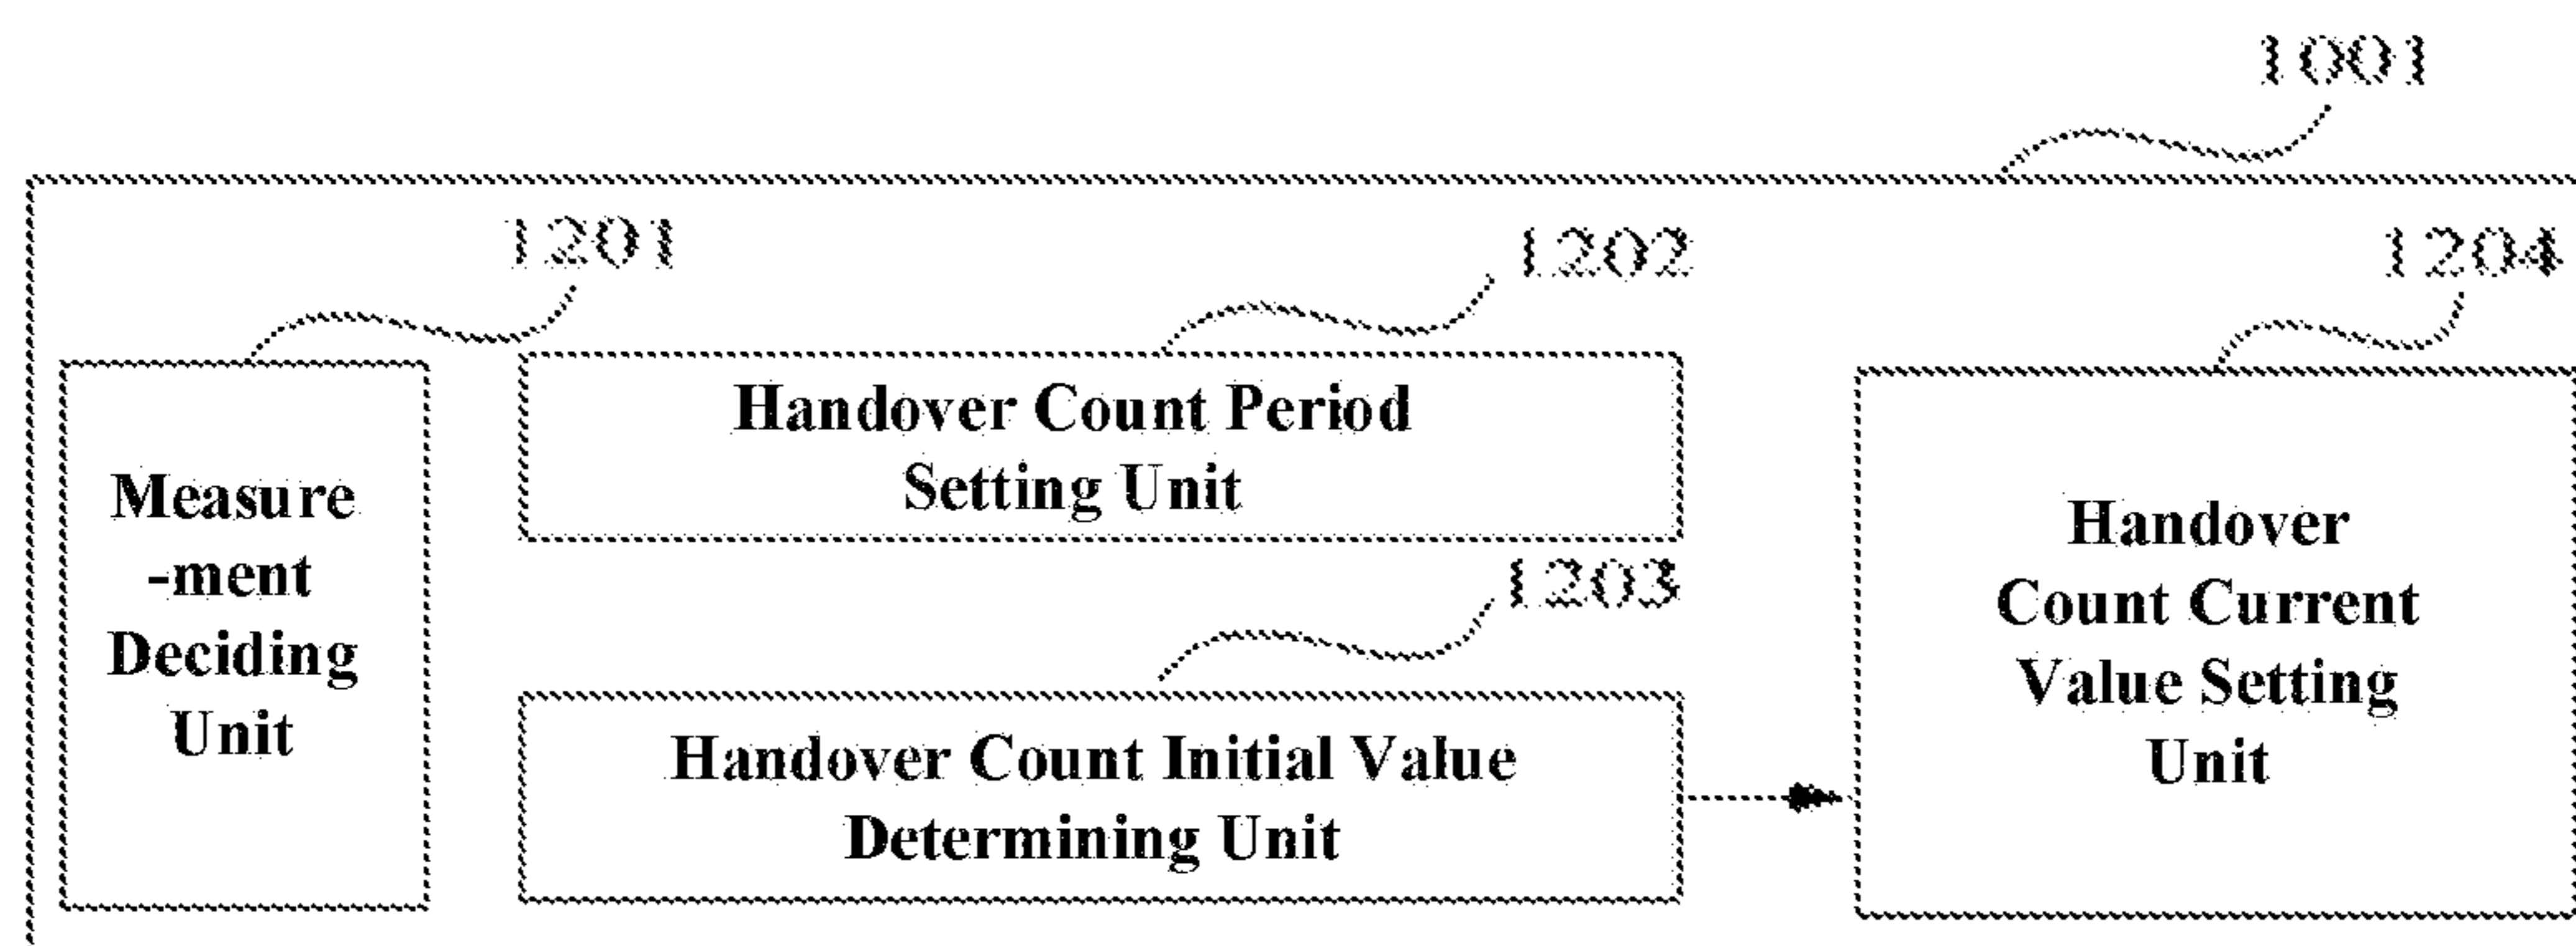 1001
1201
1202
1204
Handover Count Period
Setting Unit
Measure
-ment
Deciding
Unit
1203
Handover Count Initial Value
Determining Unit
Handover
Count Current
Value Setting
Unit